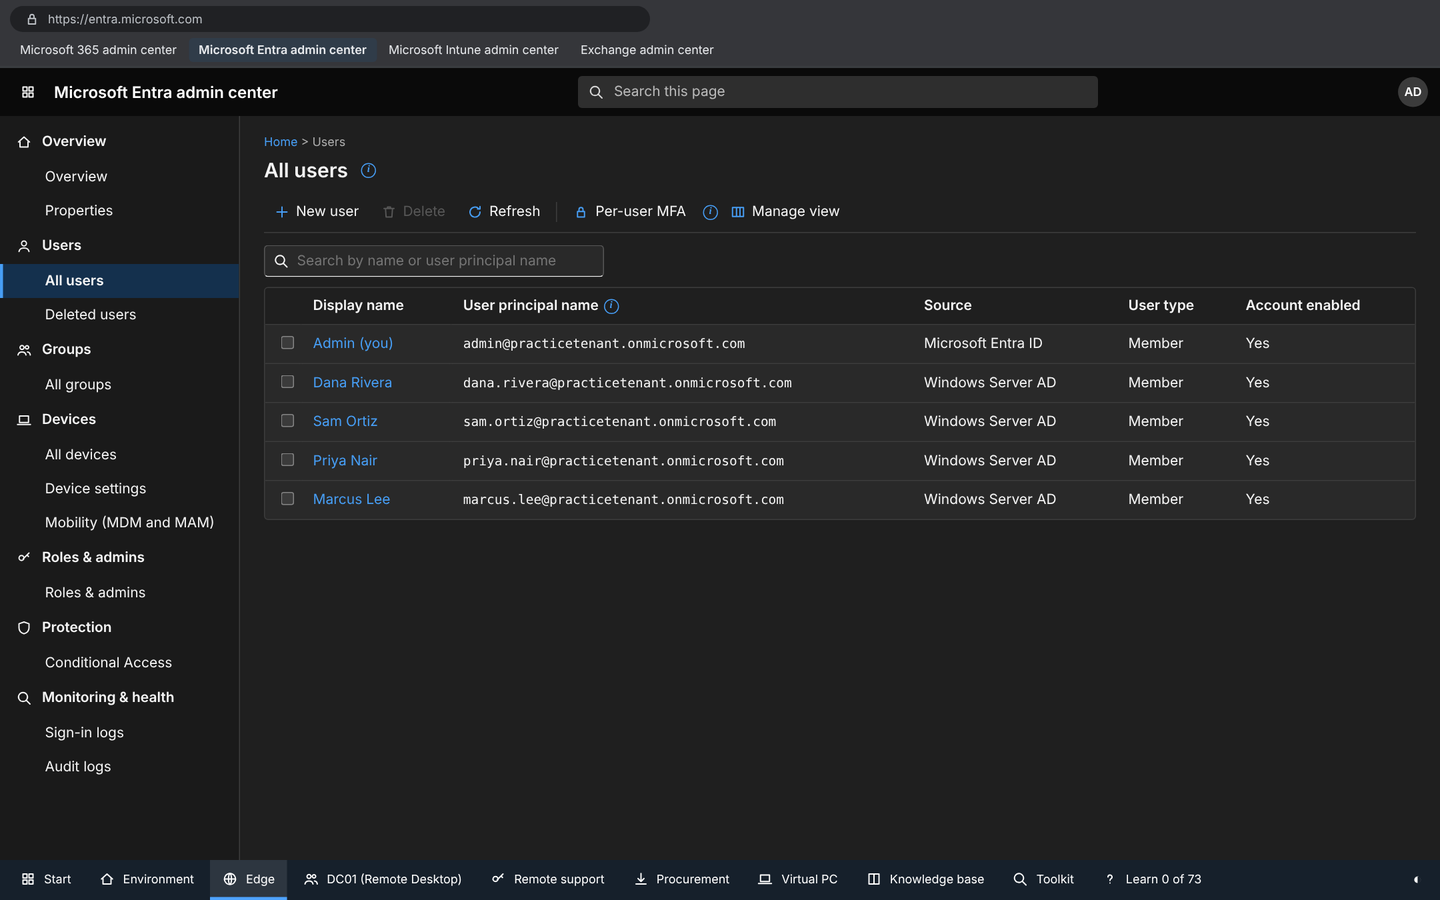 https://entra.microsoft.com
Microsoft 365 admin center
Microsoft Entra admin center
Microsoft Intune admin center
Exchange admin center
Microsoft Entra admin center
Search this page
AD
Overview
Overview
Properties
Users
All users
Deleted users
Groups
All groups
Devices
All devices
Device settings
Mobility (MDM and MAM)
Roles & admins
Roles & admins
Protection
Conditional Access
Monitoring & health
Sign-in logs
Audit logs
Home > Users
All users
New user
Delete
Refresh
Per-user MFA
Manage view
Search by name or user principal name
Display name User principal name Source User type Account enabled
Admin (you) admin@practicetenant.onmicrosoft.com Microsoft Entra ID Member Yes
Dana Rivera dana.rivera@practicetenant.onmicrosoft.com Windows Server AD Member Yes
Sam Ortiz sam.ortiz@practicetenant.onmicrosoft.com Windows Server AD Member Yes
Priya Nair priya.nair@practicetenant.onmicrosoft.com Windows Server AD Member Yes
Marcus Lee marcus.lee@practicetenant.onmicrosoft.com Windows Server AD Member Yes
Start
Environment
Edge
DC01 (Remote Desktop)
Remote support
Procurement
Virtual PC
Knowledge base
Toolkit
? Learn 0 of 73